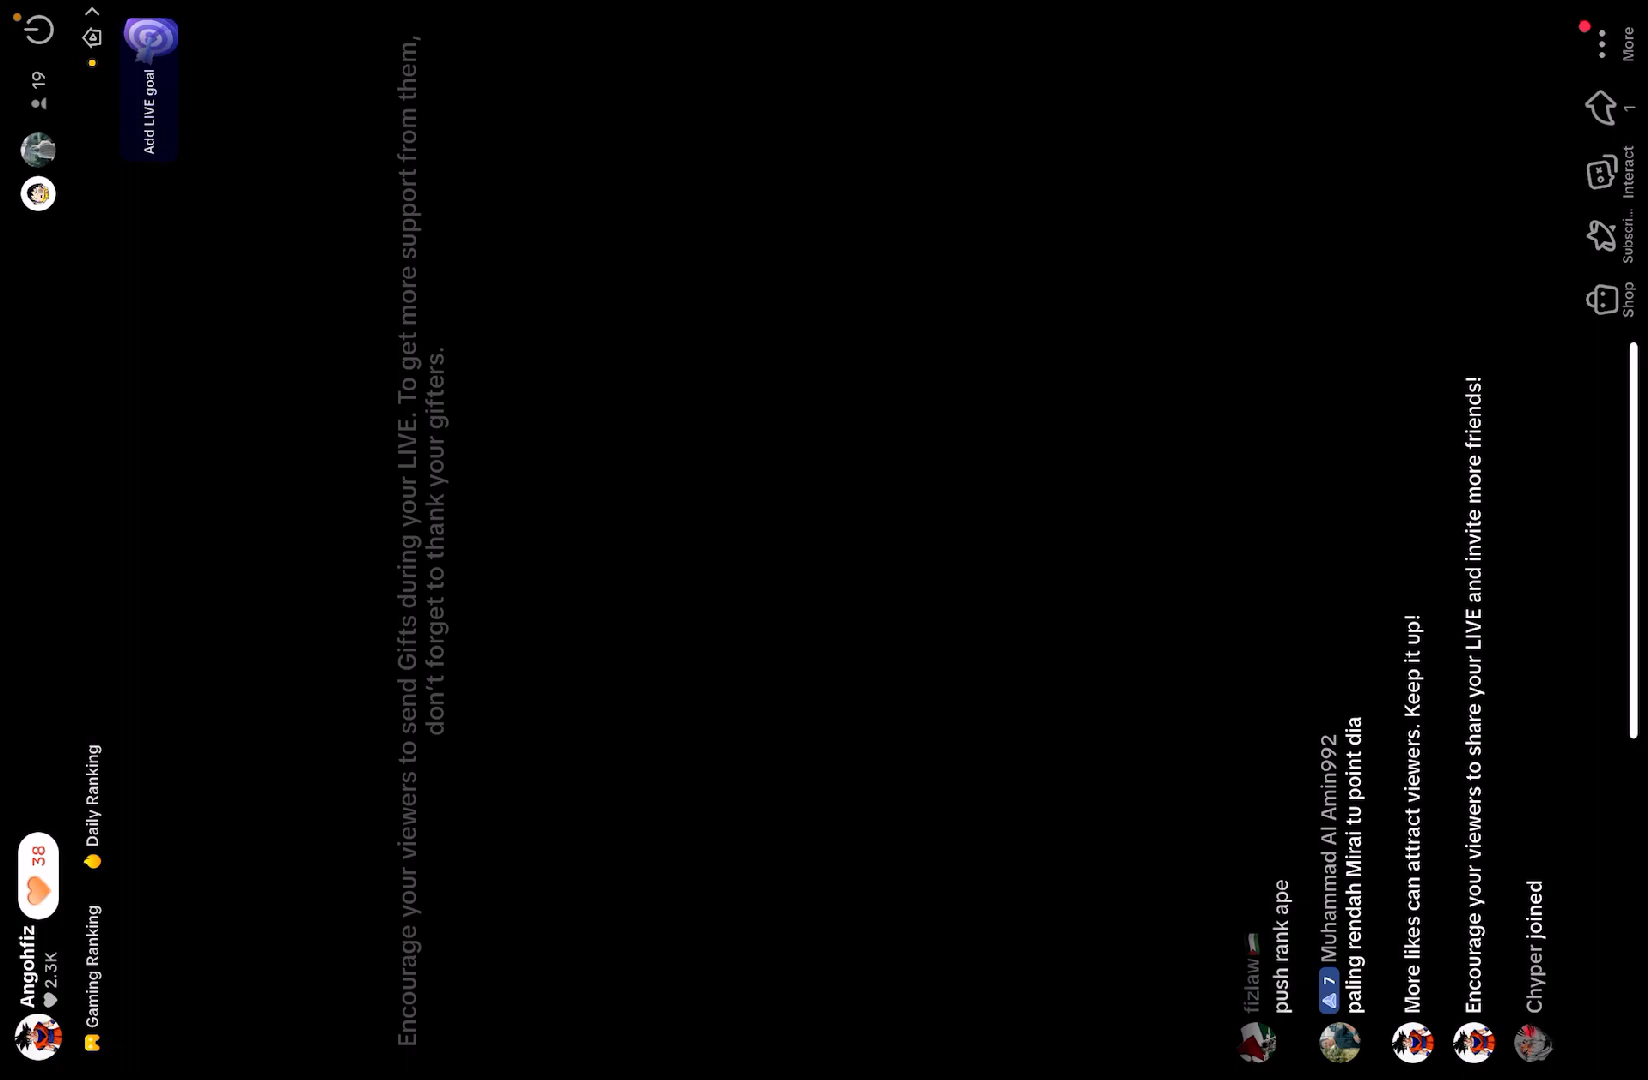 Angohfiz
2.3K
38
19
Gaming Ranking
Daily Ranking
Add LIVE goal
Encourage your viewers to send Gifts during your LIVE. To get more support from them,
don't forget to thank your gifters.
fizlaw
push rank ape
7 Muhammad Al Amin992
paling rendah Mirai tu point dia
More likes can attract viewers. Keep it up!
Encourage your viewers to share your LIVE and invite more friends!
Chyper joined
Shop
Subscri...
Interact
1
More